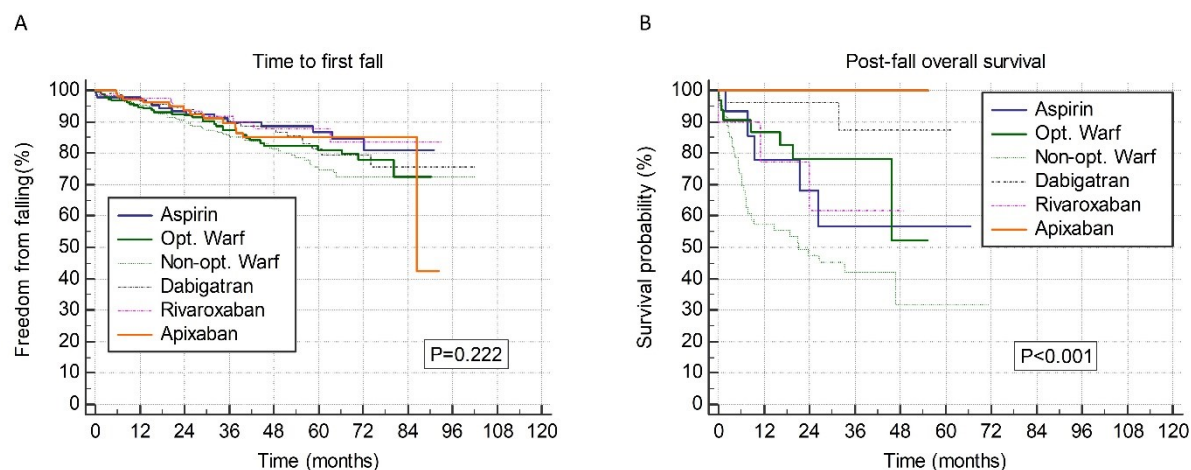 A
Time to first fall
Freedom from falling(%)
100
90
80
70
60
50
40
30
20
10
0
Aspirin
Opt. Warf
Non-opt. Warf
Dabigatran
Rivaroxaban
Apixaban
P=0.222
0 12 24 36 48 60 72 84 96 108 120
Time (months)
B
Post-fall overall survival
Survival probability (%)
100
90
80
70
60
50
40
30
20
10
0
Aspirin
Opt. Warf
Non-opt. Warf
Dabigatran
Rivaroxaban
Apixaban
P<0.001
0 12 24 36 48 60 72 84 96 108 120
Time (months)